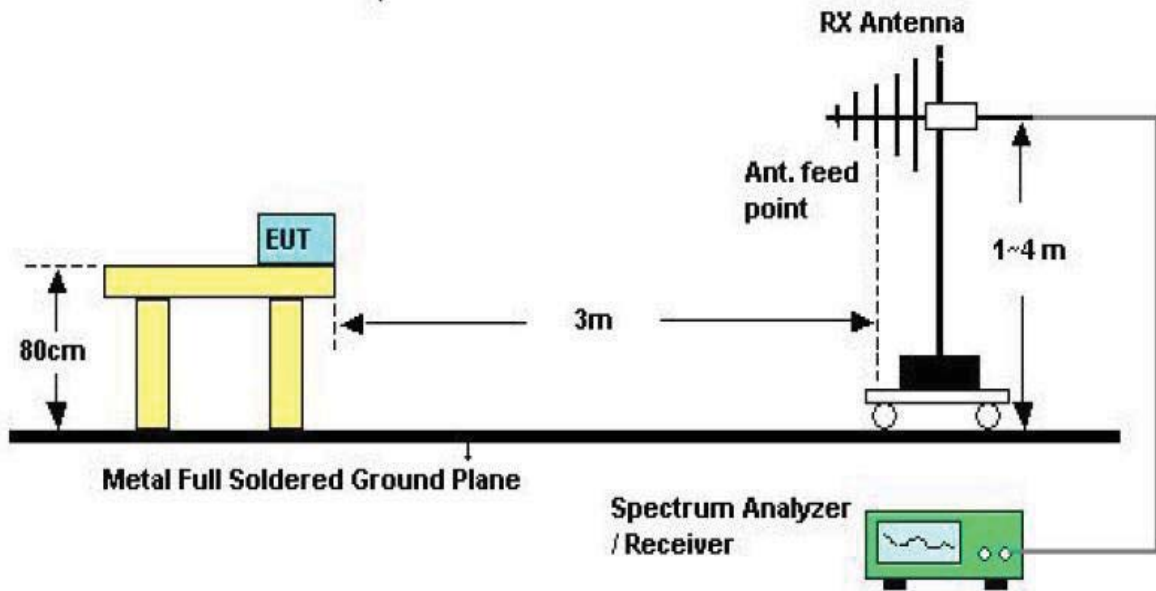 RX Antenna
Ant. feed
point
EUT
1~4 m
3m
80cm
Metal Full Soldered Ground Plane
Spectrum Analyzer
/ Receiver